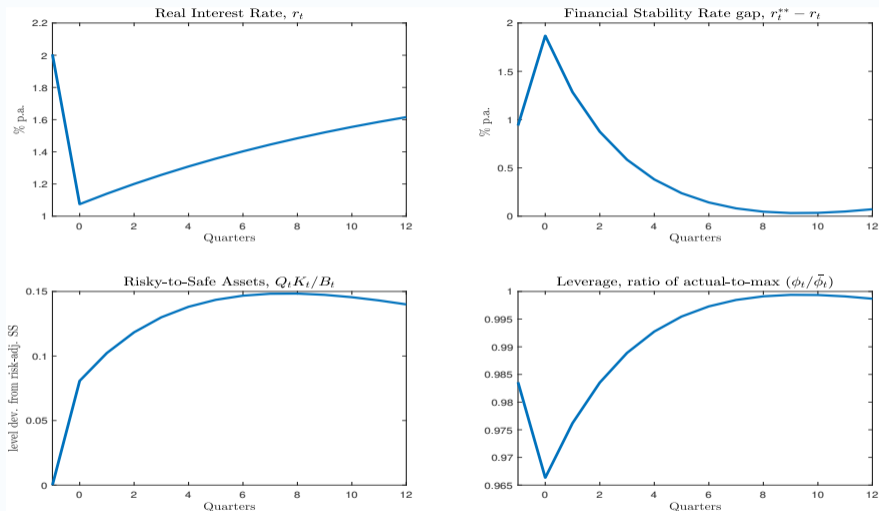 Real Interest Rate, r_t
2.2
2
1.8
1.6
1.4
1.2
1
% p.a.
0 2 4 6 8 10 12
Quarters
Financial Stability Rate gap, r_t^{**} − r_t
2
1.5
1
0.5
0
% p.a.
0 2 4 6 8 10 12
Quarters
Risky-to-Safe Assets, Q_tK_t/B_t
0.15
0.1
0.05
0
level dev. from risk-adj. SS
0 2 4 6 8 10 12
Quarters
Leverage, ratio of actual-to-max (ϕ_t/ϕ̄_t)
1
0.995
0.99
0.985
0.98
0.975
0.97
0.965
0 2 4 6 8 10 12
Quarters